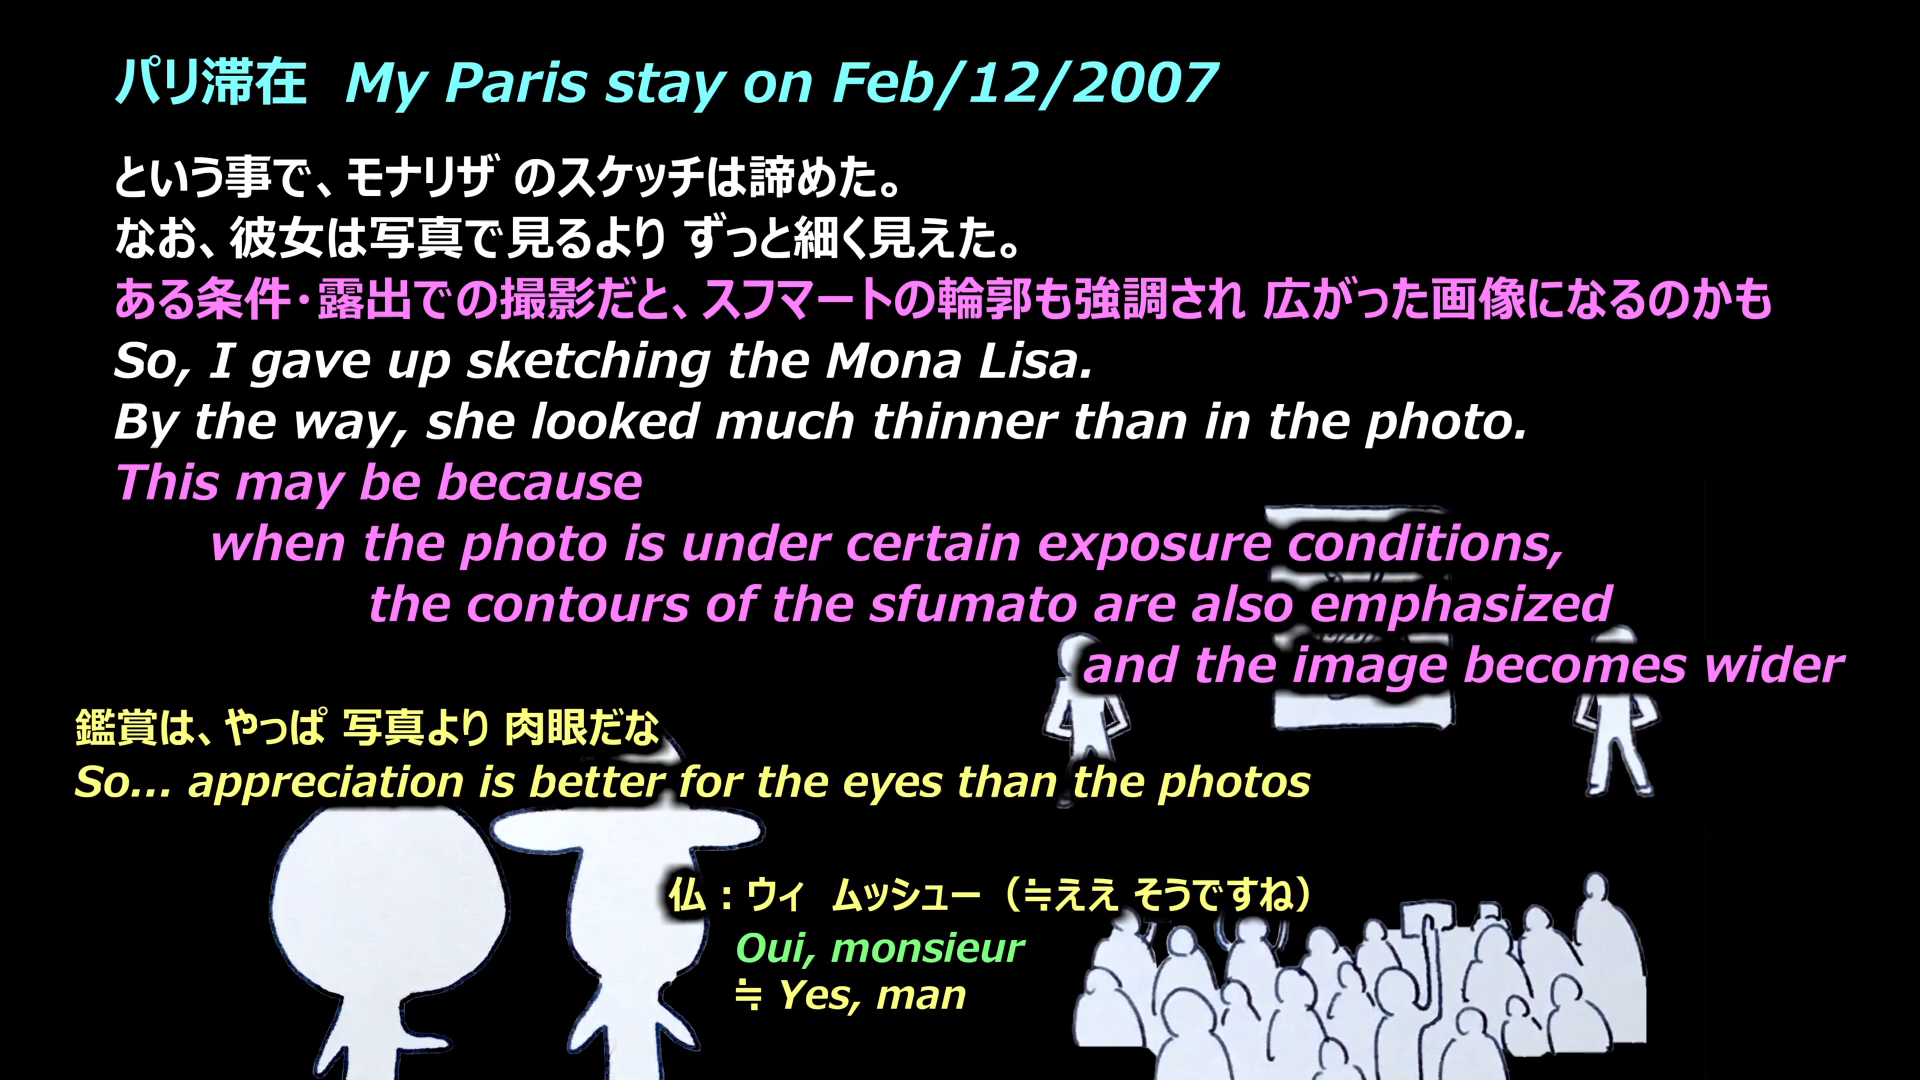 パリ滞在 My Paris stay on Feb/12/2007
という事で、モナリザ のスケッチは諦めた。
なお、彼女は写真で見るより ずっと細く見えた。
ある条件・露出での撮影だと、スフマートの輪郭も強調され 広がった画像になるのかも
So, I gave up sketching the Mona Lisa.
By the way, she looked much thinner than in the photo.
This may be because
when the photo is under certain exposure conditions,
the contours of the sfumato are also emphasized
and the image becomes wider
鑑賞は、やっぱ 写真より 肉眼だな
So... appreciation is better for the eyes than the photos
仏：ウィ ムッシュー（≒ええ そうですね）
Oui, monsieur
≒ Yes, man